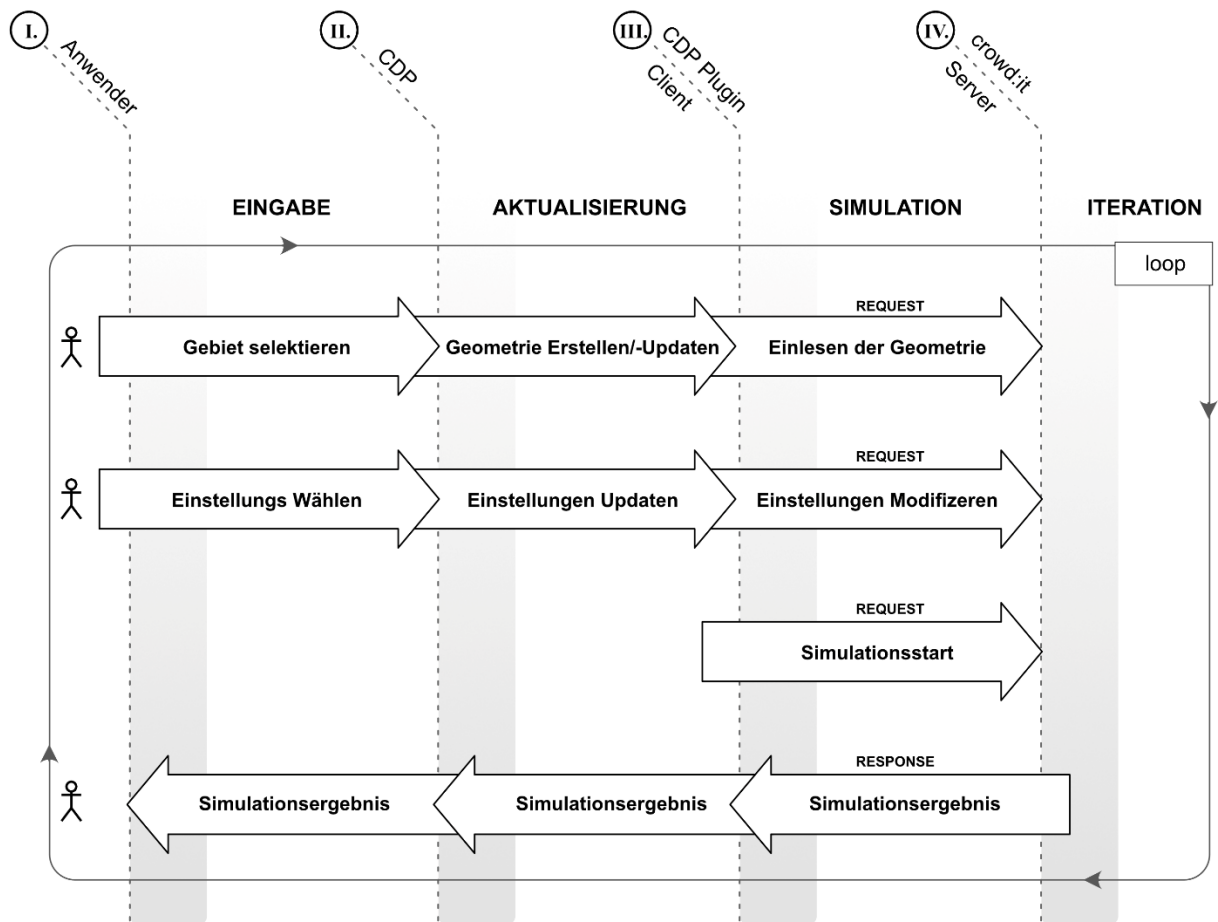 I.
Anwender
II.
CDP
III.
CDP Plugin
Client
IV.
crowd:it
Server
EINGABE
AKTUALISIERUNG
SIMULATION
ITERATION
loop
REQUEST
Gebiet selektieren
Geometrie Erstellen/-Updaten
Einlesen der Geometrie
REQUEST
Einstellungs Wählen
Einstellungen Updaten
Einstellungen Modifizeren
REQUEST
Simulationsstart
RESPONSE
Simulationsergebnis
Simulationsergebnis
Simulationsergebnis